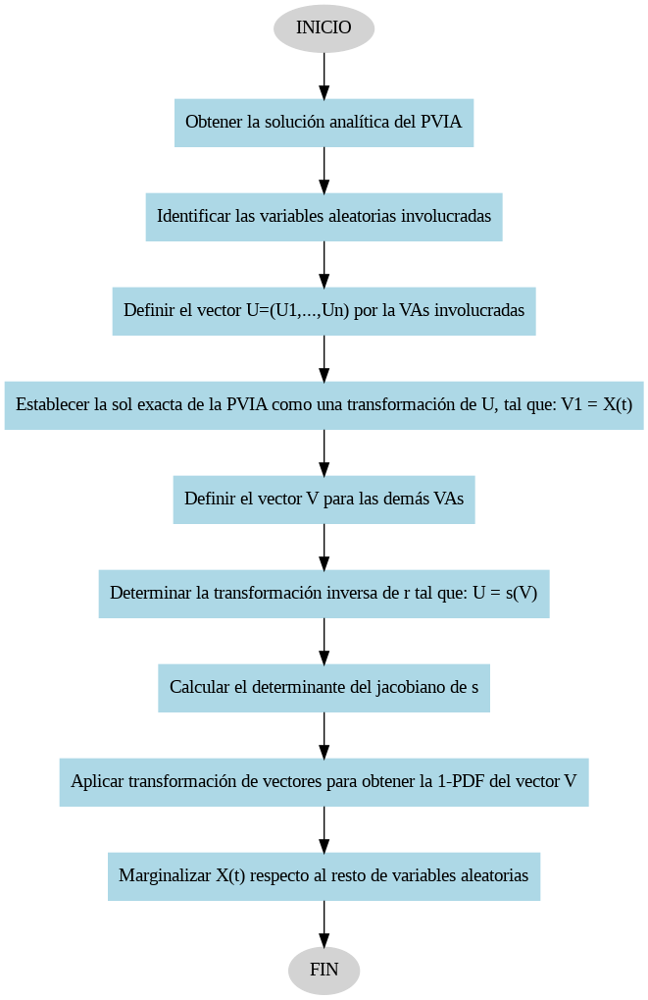 INICIO
Obtener la solución analítica del PVIA
Identificar las variables aleatorias involucradas
Definir el vector U=(U1,...,Un) por la VAs involucradas
Establecer la sol exacta de la PVIA como una transformación de U, tal que: V1 = X(t)
Definir el vector V para las demás VAs
Determinar la transformación inversa de r tal que: U = s(V)
Calcular el determinante del jacobiano de s
Aplicar transformación de vectores para obtener la 1-PDF del vector V
Marginalizar X(t) respecto al resto de variables aleatorias
FIN